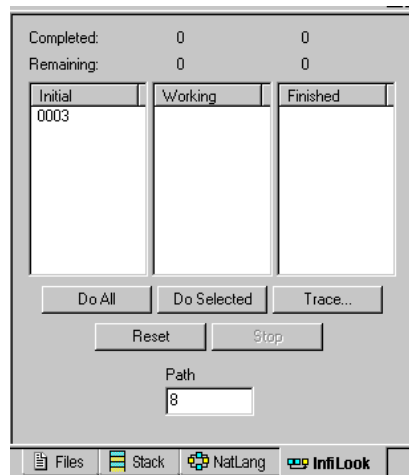 Completed: 0 0
Remaining: 0 0
Initial Working Finished
0003
Do All Do Selected Trace...
Reset Stop
Path
8
Files Stack NatLang InfiLook